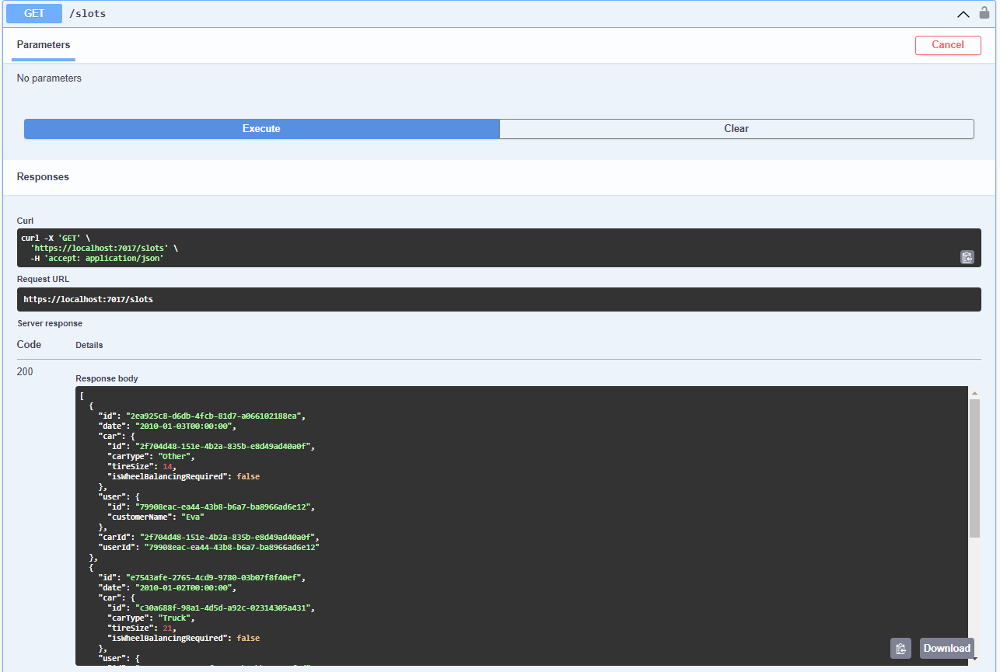 GET /slots
Parameters
Cancel
No parameters
Execute
Clear
Responses
Curl
curl -X 'GET' \
  'https://localhost:7017/slots' \
  -H 'accept: application/json'
Request URL
https://localhost:7017/slots
Server response
Code Details
200
Response body
[
  {
    "id": "2ea925c8-d6db-4fcb-81d7-a066102188ea",
    "date": "2010-01-03T00:00:00",
    "car": {
      "id": "2f704d48-151e-4b2a-835b-e8d49ad40a0f",
      "carType": "Other",
      "tireSize": 14,
      "isWheelBalancingRequired": false
    },
    "user": {
      "id": "79908eac-ea44-43b8-b6a7-ba8966ad6e12",
      "customerName": "Eva"
    },
    "carId": "2f704d48-151e-4b2a-835b-e8d49ad40a0f",
    "userId": "79908eac-ea44-43b8-b6a7-ba8966ad6e12"
  },
  {
    "id": "e7543afe-2765-4cd9-9780-03b07f8f40ef",
    "date": "2010-01-02T00:00:00",
    "car": {
      "id": "c30a688f-98a1-4d5d-a92c-02314305a431",
      "carType": "Truck",
      "tireSize": 21,
      "isWheelBalancingRequired": false
    },
    "user": {
Download